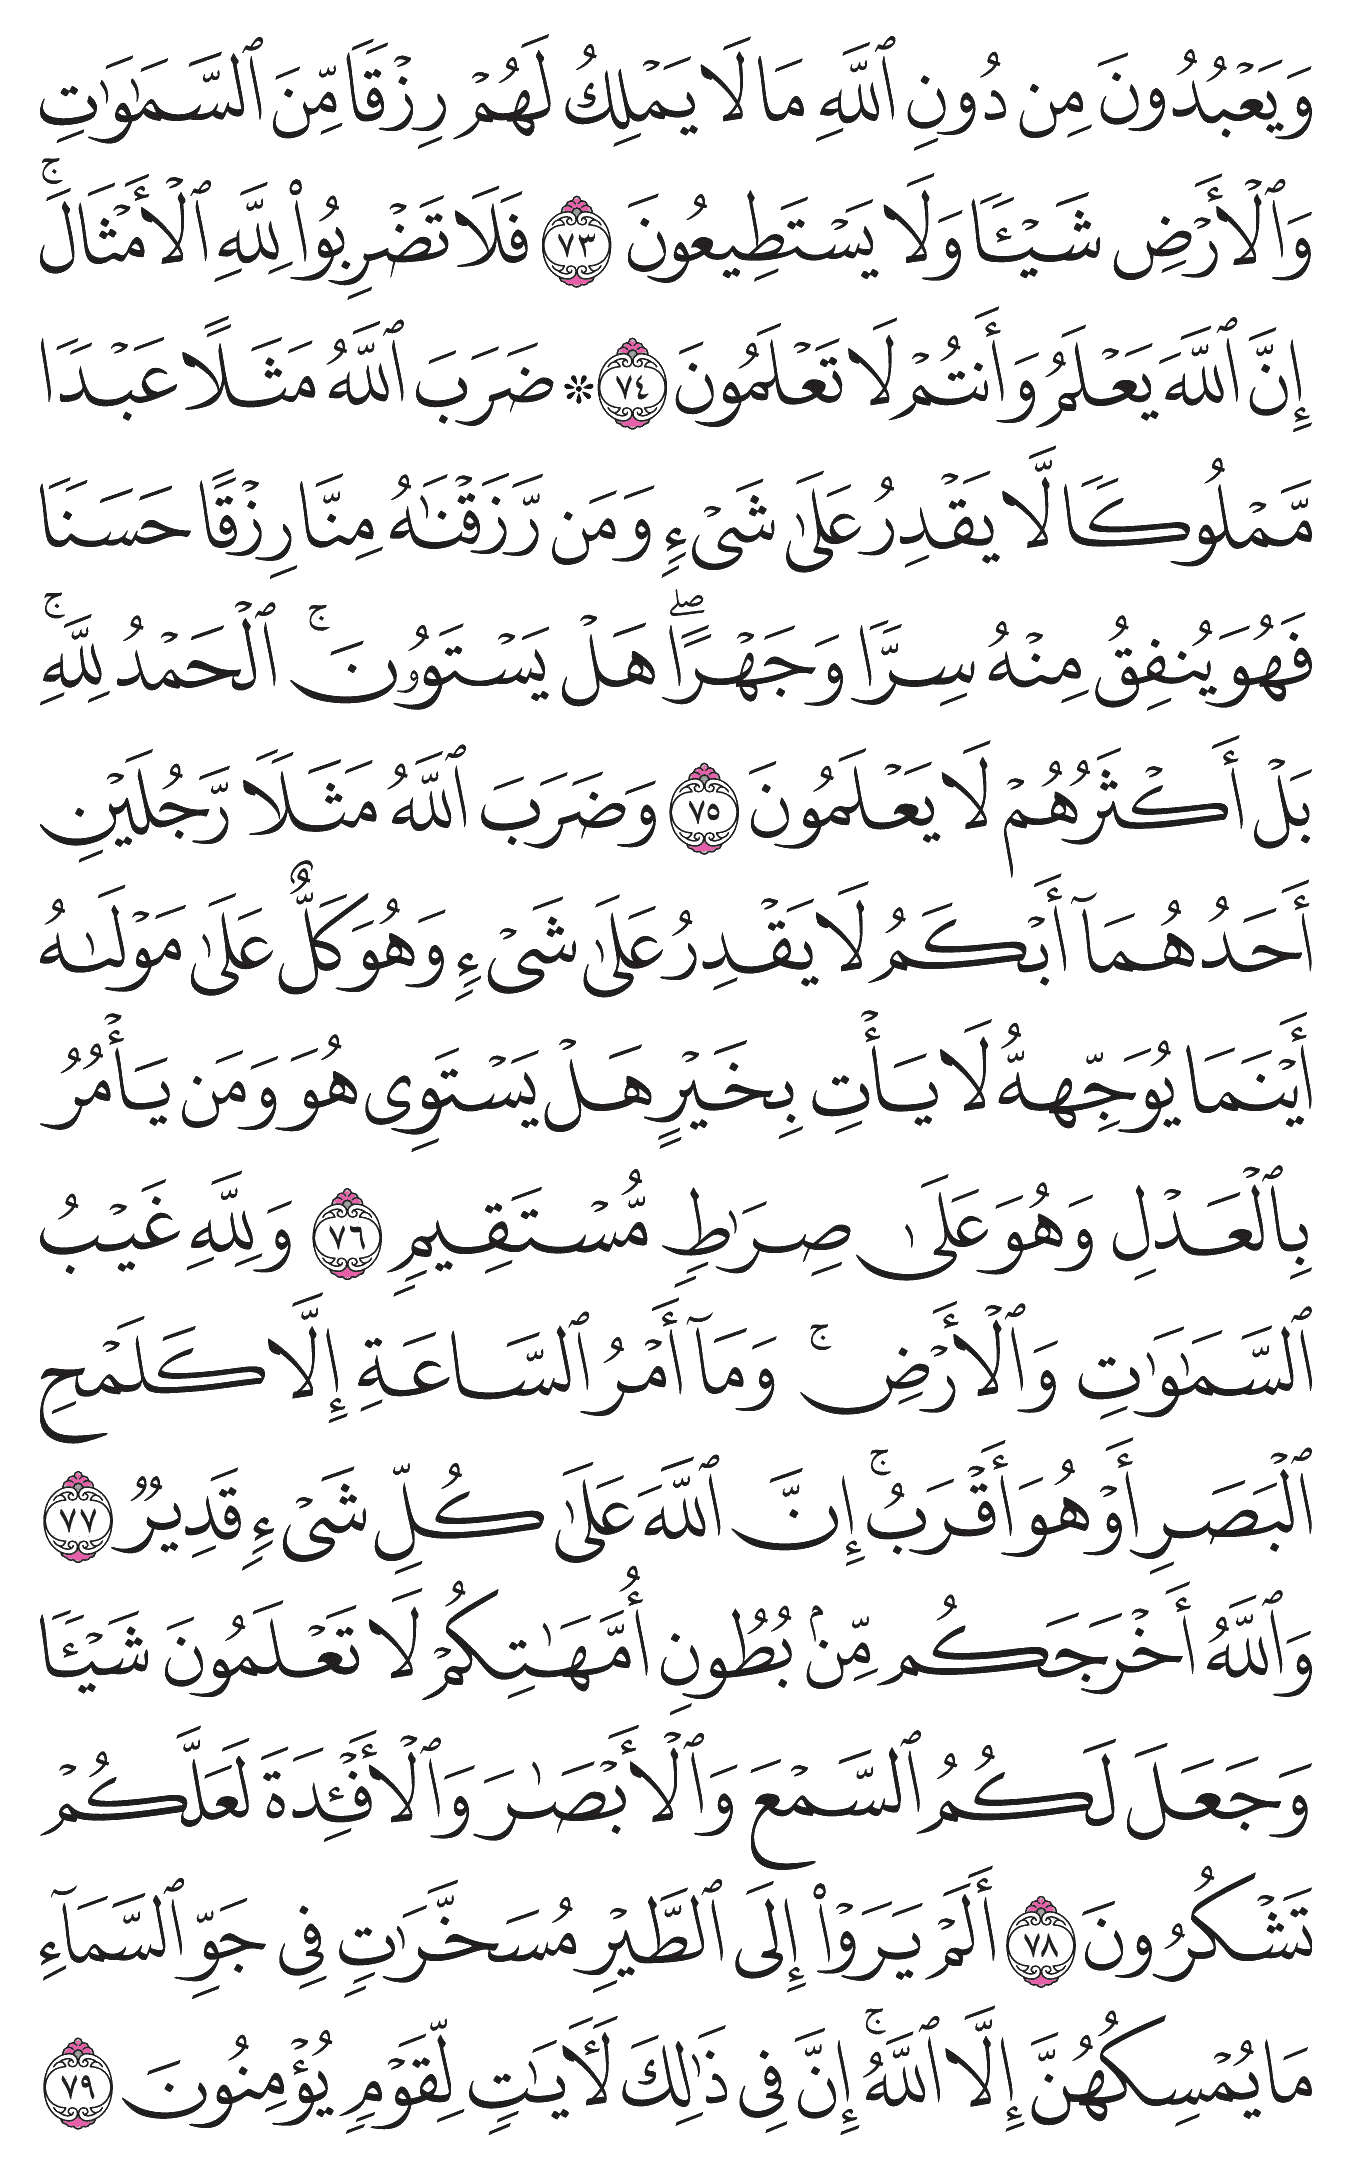 وَيَعْبُدُونَ مِن دُونِ ٱللَّهِ مَا لَا يَمْلِكُ لَهُمْ رِزْقًا مِّنَ ٱلسَّمَٰوَٰتِ
وَٱلْأَرْضِ شَيْـًٔا وَلَا يَسْتَطِيعُونَ ٧٣ فَلَا تَضْرِبُوا۟ لِلَّهِ ٱلْأَمْثَالَ ۚ
إِنَّ ٱللَّهَ يَعْلَمُ وَأَنتُمْ لَا تَعْلَمُونَ ٧٤ ۞ ضَرَبَ ٱللَّهُ مَثَلًا عَبْدًا
مَّمْلُوكًا لَّا يَقْدِرُ عَلَىٰ شَىْءٍ وَمَن رَّزَقْنَٰهُ مِنَّا رِزْقًا حَسَنًا
فَهُوَ يُنفِقُ مِنْهُ سِرًّا وَجَهْرًا ۖ هَلْ يَسْتَوُۥنَ ۚ ٱلْحَمْدُ لِلَّهِ ۚ
بَلْ أَكْثَرُهُمْ لَا يَعْلَمُونَ ٧٥ وَضَرَبَ ٱللَّهُ مَثَلًا رَّجُلَيْنِ
أَحَدُهُمَآ أَبْكَمُ لَا يَقْدِرُ عَلَىٰ شَىْءٍ وَهُوَ كَلٌّ عَلَىٰ مَوْلَىٰهُ
أَيْنَمَا يُوَجِّههُّ لَا يَأْتِ بِخَيْرٍ هَلْ يَسْتَوِى هُوَ وَمَن يَأْمُرُ
بِٱلْعَدْلِ وَهُوَ عَلَىٰ صِرَٰطٍ مُّسْتَقِيمٍ ٧٦ وَلِلَّهِ غَيْبُ
ٱلسَّمَٰوَٰتِ وَٱلْأَرْضِ ۚ وَمَآ أَمْرُ ٱلسَّاعَةِ إِلَّا كَلَمْحِ
ٱلْبَصَرِ أَوْ هُوَ أَقْرَبُ ۚ إِنَّ ٱللَّهَ عَلَىٰ كُلِّ شَىْءٍ قَدِيرٌ ٧٧
وَٱللَّهُ أَخْرَجَكُم مِّنۢ بُطُونِ أُمَّهَٰتِكُمْ لَا تَعْلَمُونَ شَيْـًٔا
وَجَعَلَ لَكُمُ ٱلسَّمْعَ وَٱلْأَبْصَٰرَ وَٱلْأَفْـِٔدَةَ لَعَلَّكُمْ
تَشْكُرُونَ ٧٨ أَلَمْ يَرَوْا۟ إِلَى ٱلطَّيْرِ مُسَخَّرَٰتٍ فِى جَوِّ ٱلسَّمَآءِ
مَا يُمْسِكُهُنَّ إِلَّا ٱللَّهُ ۚ إِنَّ فِى ذَٰلِكَ لَـَٔايَٰتٍ لِّقَوْمٍ يُؤْمِنُونَ ٧٩